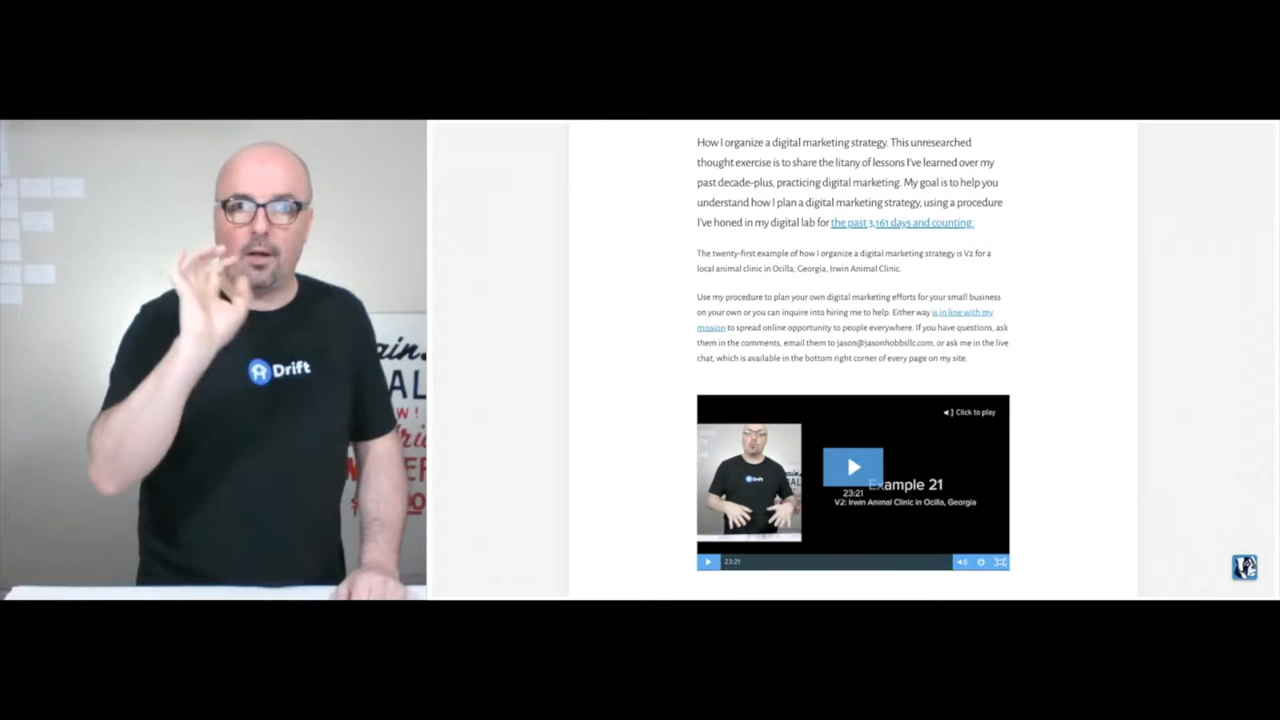 Drift
How I organize a digital marketing strategy. This unresearched
thought exercise is to share the litany of lessons I've learned over my
past decade-plus, practicing digital marketing. My goal is to help you
understand how I plan a digital marketing strategy, using a procedure
I've honed in my digital lab for the past 3,161 days and counting.
The twenty-first example of how I organize a digital marketing strategy is V2 for a
local animal clinic in Ocilla, Georgia, Irwin Animal Clinic.
Use my procedure to plan your own digital marketing efforts for your small business
on your own or you can inquire into hiring me to help. Either way is in line with my
mission to spread online opportunity to people everywhere. If you have questions, ask
them in the comments, email them to jason@jasonhobbsllc.com, or ask me in the live
chat, which is available in the bottom right corner of every page on my site.
Click to play
Drift
23:21
Example 21
V2: Irwin Animal Clinic in Ocilla, Georgia
23:21